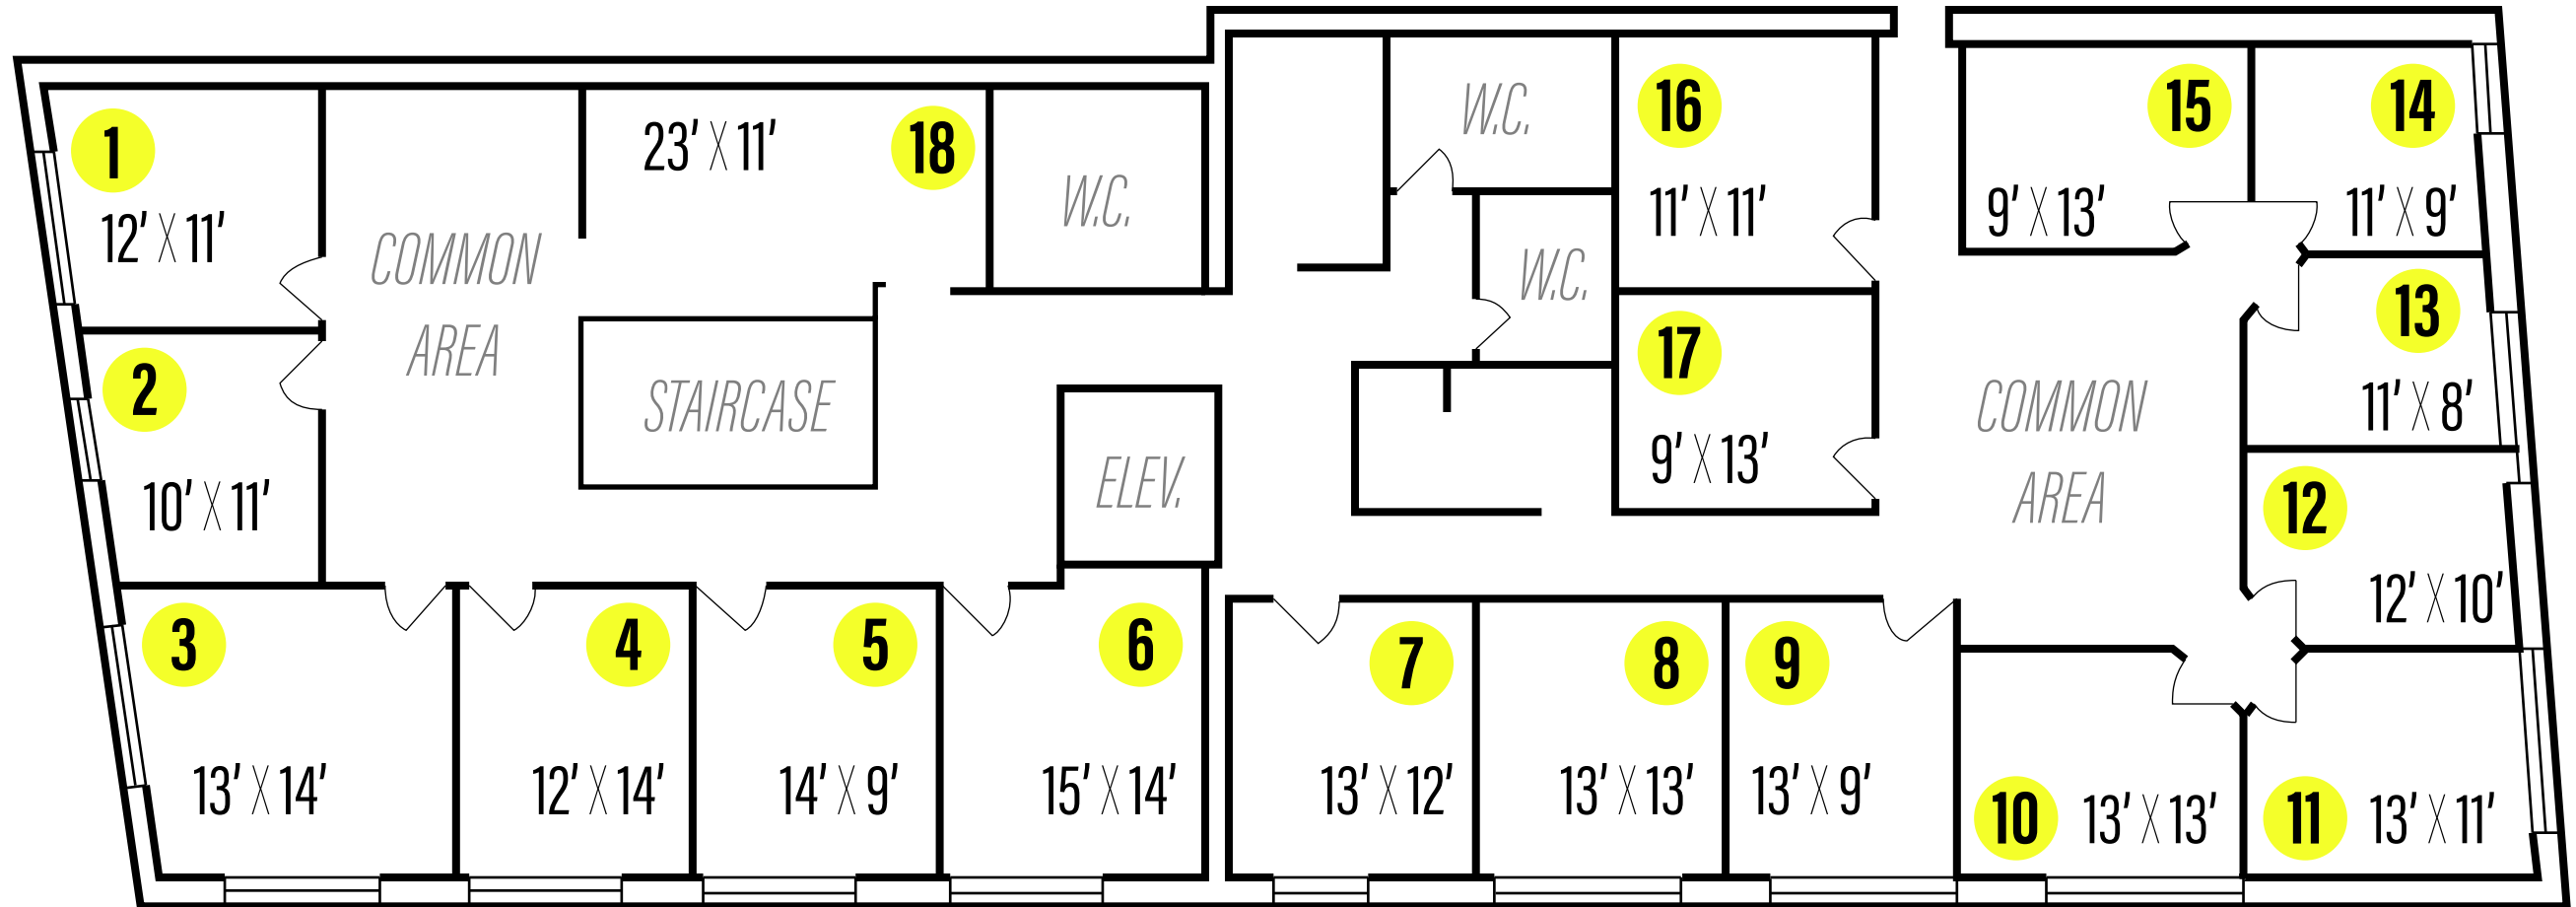 1
12' X 11'
COMMON
AREA
23' X 11'
18
W.C.
W.C.
W.C.
16
11' X 11'
15
9' X 13'
14
11' X 9'
2
10' X 11'
STAIRCASE
ELEV.
17
9' X 13'
COMMON
AREA
13
11' X 8'
12
12' X 10'
3
13' X 14'
4
12' X 14'
5
14' X 9'
6
15' X 14'
7
13' X 12'
8
13' X 13'
9
13' X 9'
10
13' X 13'
11
13' X 11'